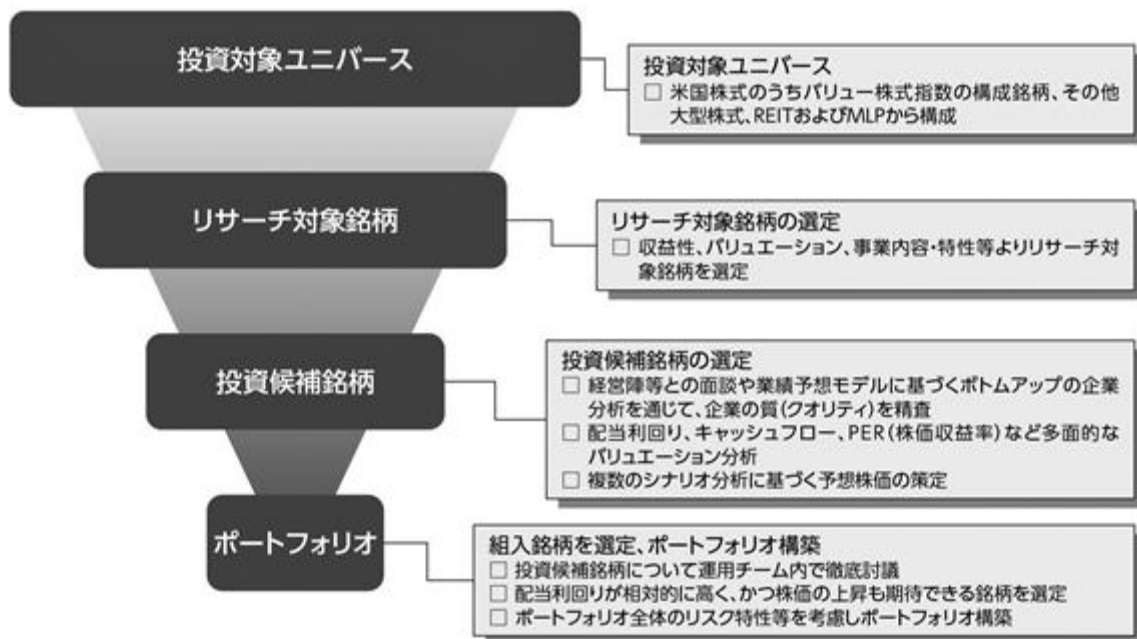 投資対象ユニバース
投資対象ユニバース
□ 米国株式のうちバリュー株式指数の構成銘柄、その他
大型株式、REITおよびMLPから構成
リサーチ対象銘柄
リサーチ対象銘柄の選定
□ 収益性、バリュエーション、事業内容・特性等よりリサーチ対
象銘柄を選定
投資候補銘柄
投資候補銘柄の選定
□ 経営陣等との面談や業績予想モデルに基づくボトムアップの企業
分析を通じて、企業の質(クオリティ)を精査
□ 配当利回り、キャッシュフロー、PER(株価収益率)など多面的な
バリュエーション分析
□ 複数のシナリオ分析に基づく予想株価の策定
ポートフォリオ
組入銘柄を選定、ポートフォリオ構築
□ 投資候補銘柄について運用チーム内で徹底討議
□ 配当利回りが相対的に高く、かつ株価の上昇も期待できる銘柄を選定
□ ポートフォリオ全体のリスク特性等を考慮しポートフォリオ構築